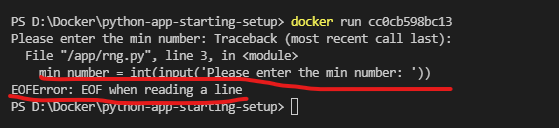 PS D:\Docker\python-app-starting-setup> docker run cc0cb598bc13
Please enter the min number: Traceback (most recent call last):
  File "/app/rng.py", line 3, in <module>
    min_number = int(input('Please enter the min number: '))
EOFError: EOF when reading a line
PS D:\Docker\python-app-starting-setup>